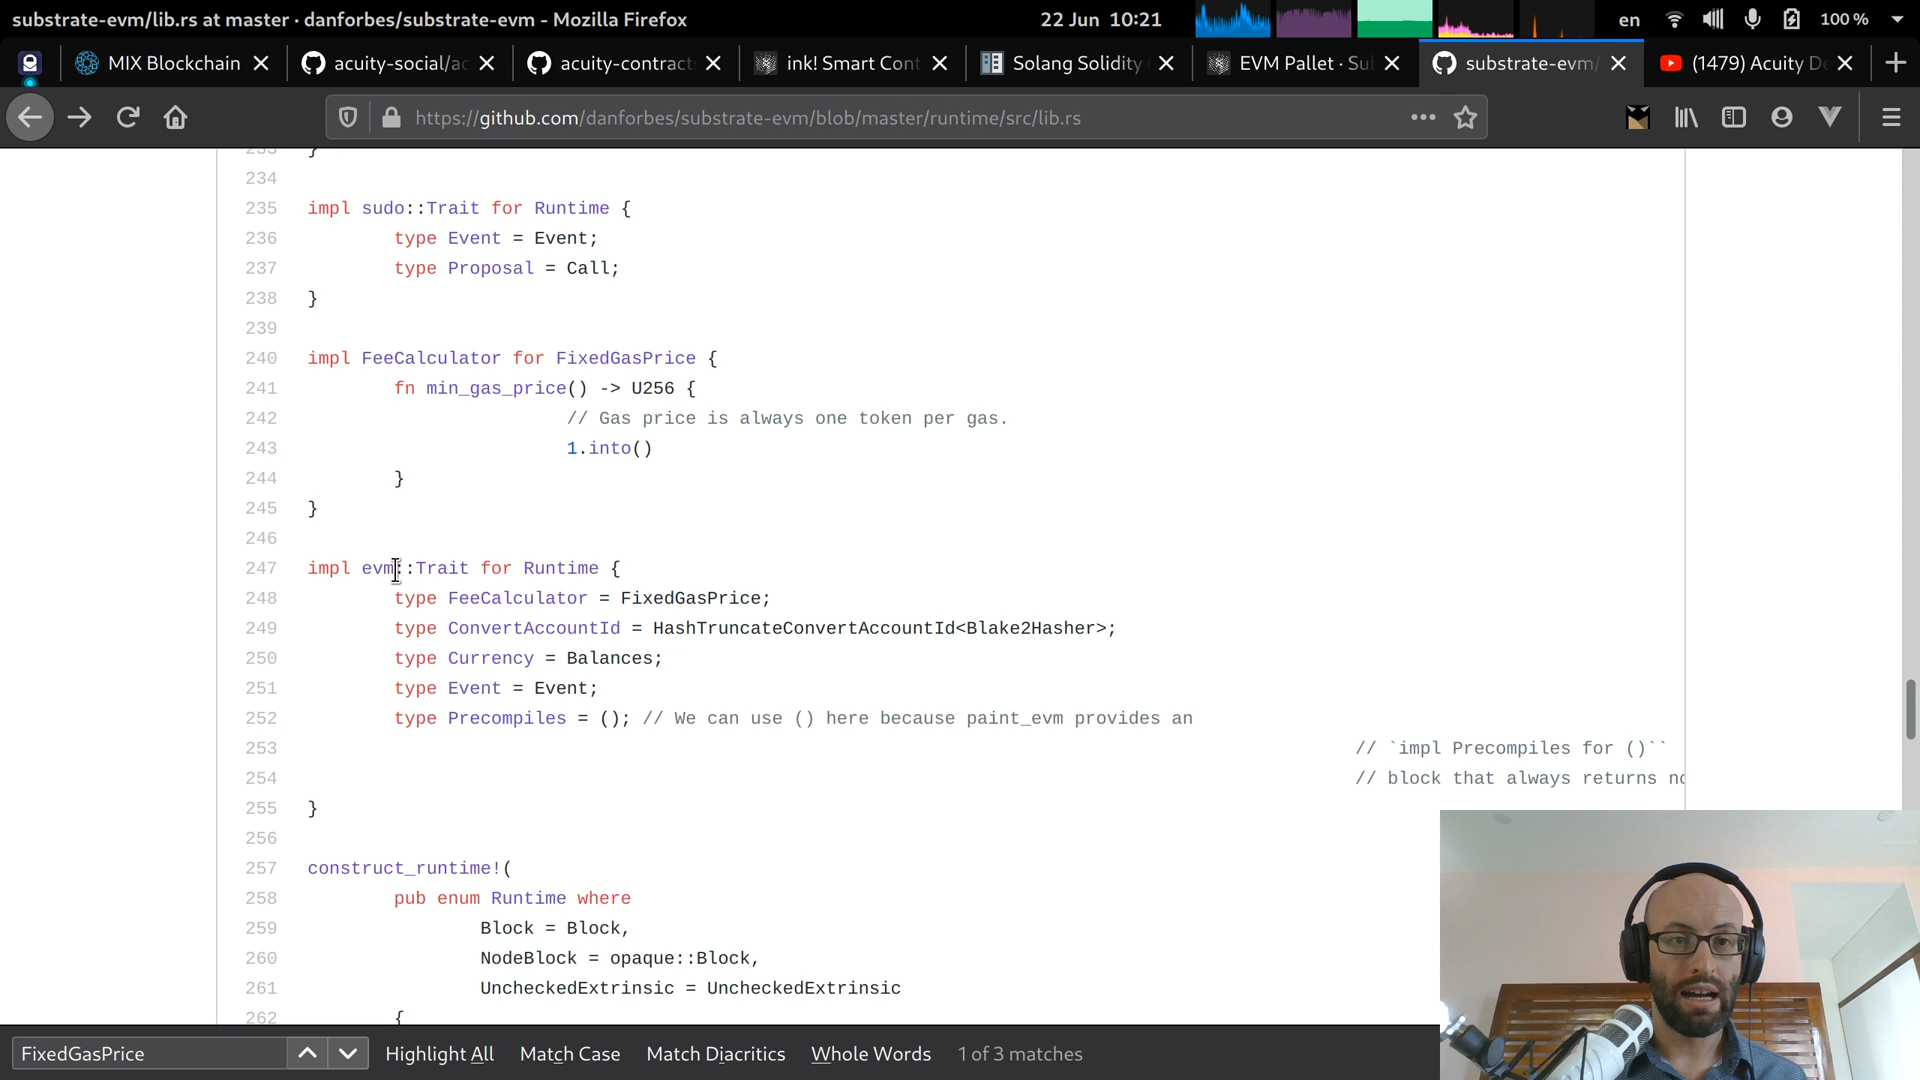 substrate-evm/lib.rs at master · danforbes/substrate-evm - Mozilla Firefox
22 Jun 10:21
en
100 %
MIX Blockchain
acuity-social/ac
acuity-contract
ink! Smart Cont
Solang Solidity
EVM Pallet · Su
substrate-evm/
(1479) Acuity De
https://github.com/danforbes/substrate-evm/blob/master/runtime/src/lib.rs
233 }
234
235 impl sudo::Trait for Runtime {
236 type Event = Event;
237 type Proposal = Call;
238 }
239
240 impl FeeCalculator for FixedGasPrice {
241 fn min_gas_price() -> U256 {
242 // Gas price is always one token per gas.
243 1.into()
244 }
245 }
246
247 impl evm::Trait for Runtime {
248 type FeeCalculator = FixedGasPrice;
249 type ConvertAccountId = HashTruncateConvertAccountId<Blake2Hasher>;
250 type Currency = Balances;
251 type Event = Event;
252 type Precompiles = (); // We can use () here because paint_evm provides an
253 // `impl Precompiles for ()``
254 // block that always returns no
255 }
256
257 construct_runtime!(
258 pub enum Runtime where
259 Block = Block,
260 NodeBlock = opaque::Block,
261 UncheckedExtrinsic = UncheckedExtrinsic
262 {
FixedGasPrice
Highlight All
Match Case
Match Diacritics
Whole Words
1 of 3 matches